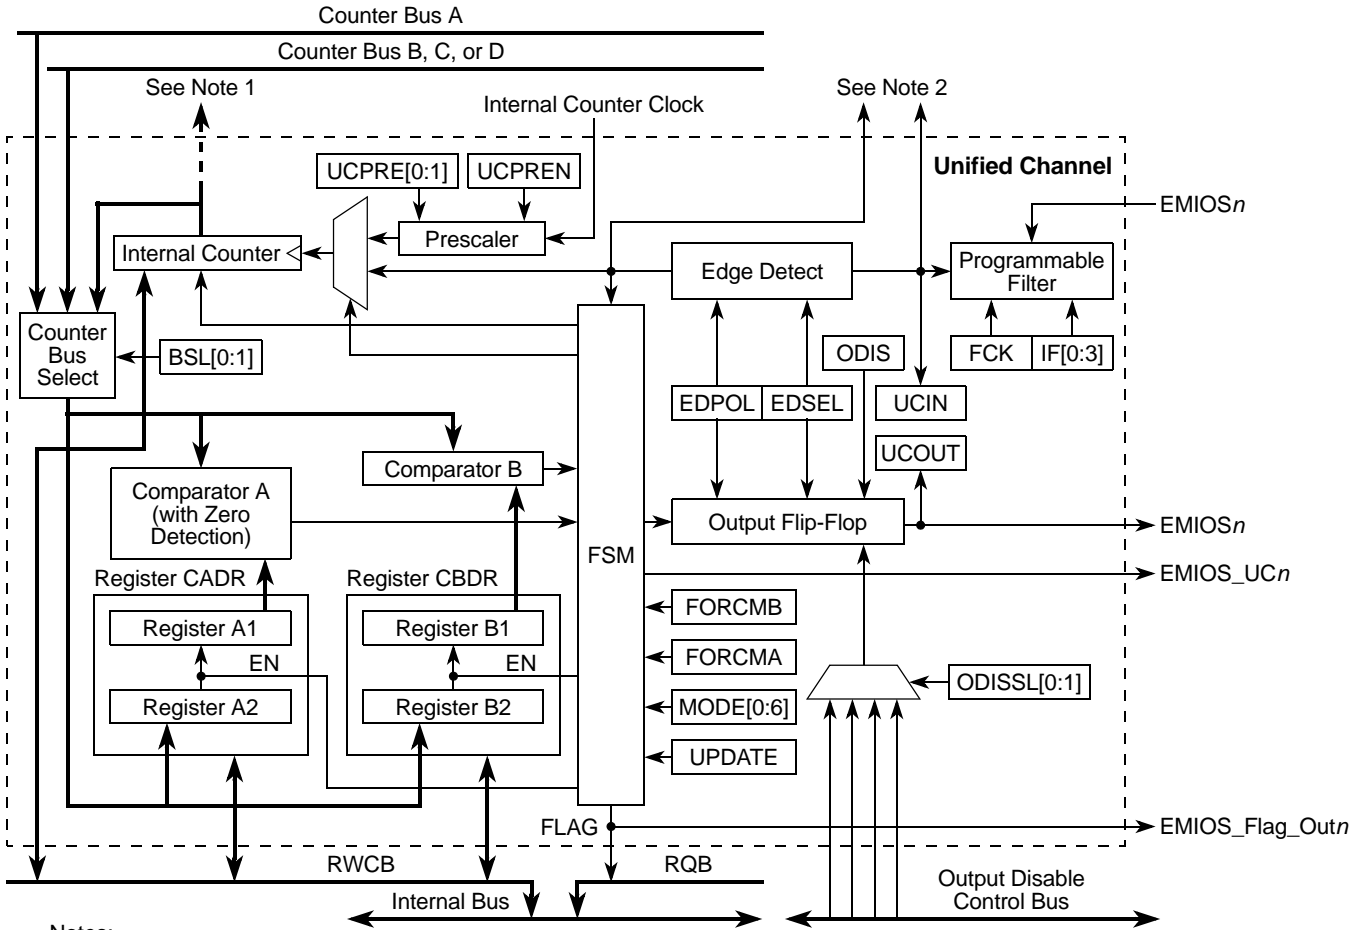 Counter Bus A
Counter Bus B, C, or D
See Note 1
Internal Counter Clock
See Note 2
Unified Channel
UCPRE[0:1]
UCPREN
EMIOSn
Prescaler
Internal Counter
Edge Detect
Programmable
Filter
Counter
Bus
Select
BSL[0:1]
ODIS
FCK
IF[0:3]
EDPOL
EDSEL
UCIN
UCOUT
Comparator B
Comparator A
(with Zero
Detection)
Output Flip-Flop
EMIOSn
FSM
EMIOS_UCn
Register CADR
Register CBDR
FORCMB
Register A1
Register B1
EN
EN
FORCMA
ODISSL[0:1]
Register A2
Register B2
MODE[0:6]
UPDATE
FLAG
EMIOS_Flag_Outn
RWCB
RQB
Internal Bus
Output Disable
Control Bus
Notes: